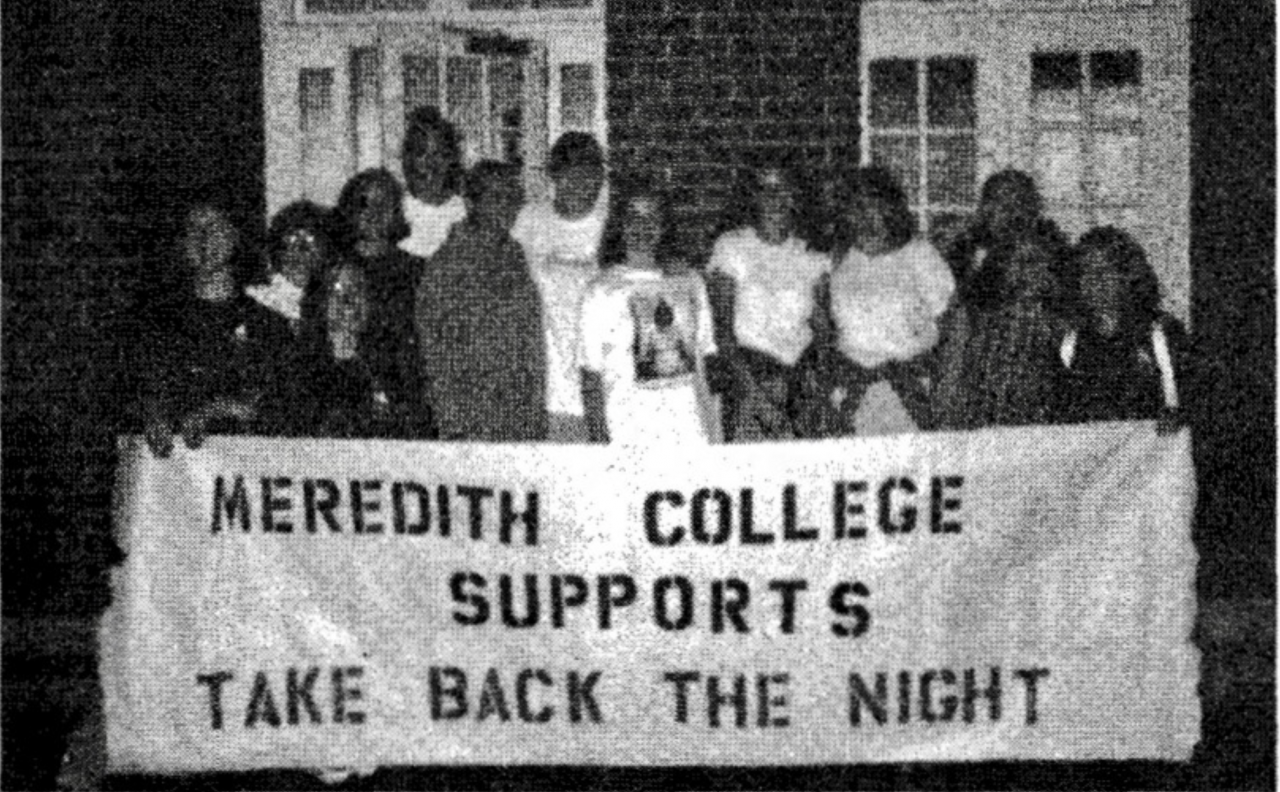 MEREDITH COLLEGE
SUPPORTS
TAKE BACK THE NIGHT